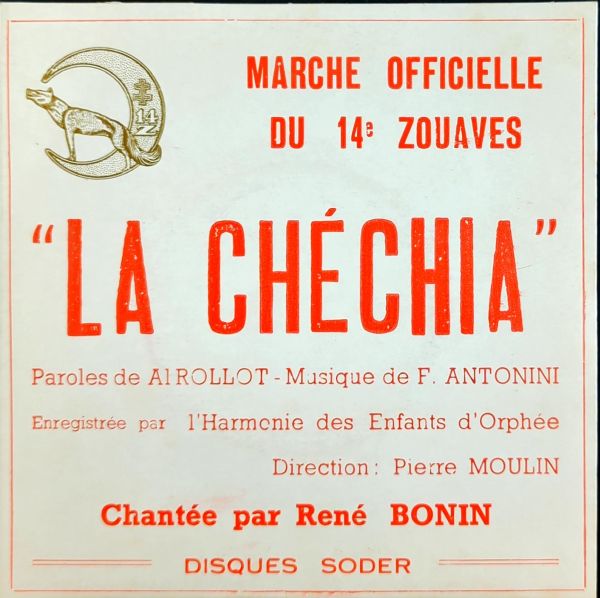 14
Z
MARCHE OFFICIELLE
DU 14e ZOUAVES
"LA CHÉCHIA"
Paroles de Al ROLLOT - Musique de F. ANTONINI
Enregistrée par l'Harmonie des Enfants d'Orphée
Direction: Pierre MOULIN
Chantée par René BONIN
DISQUES SODER